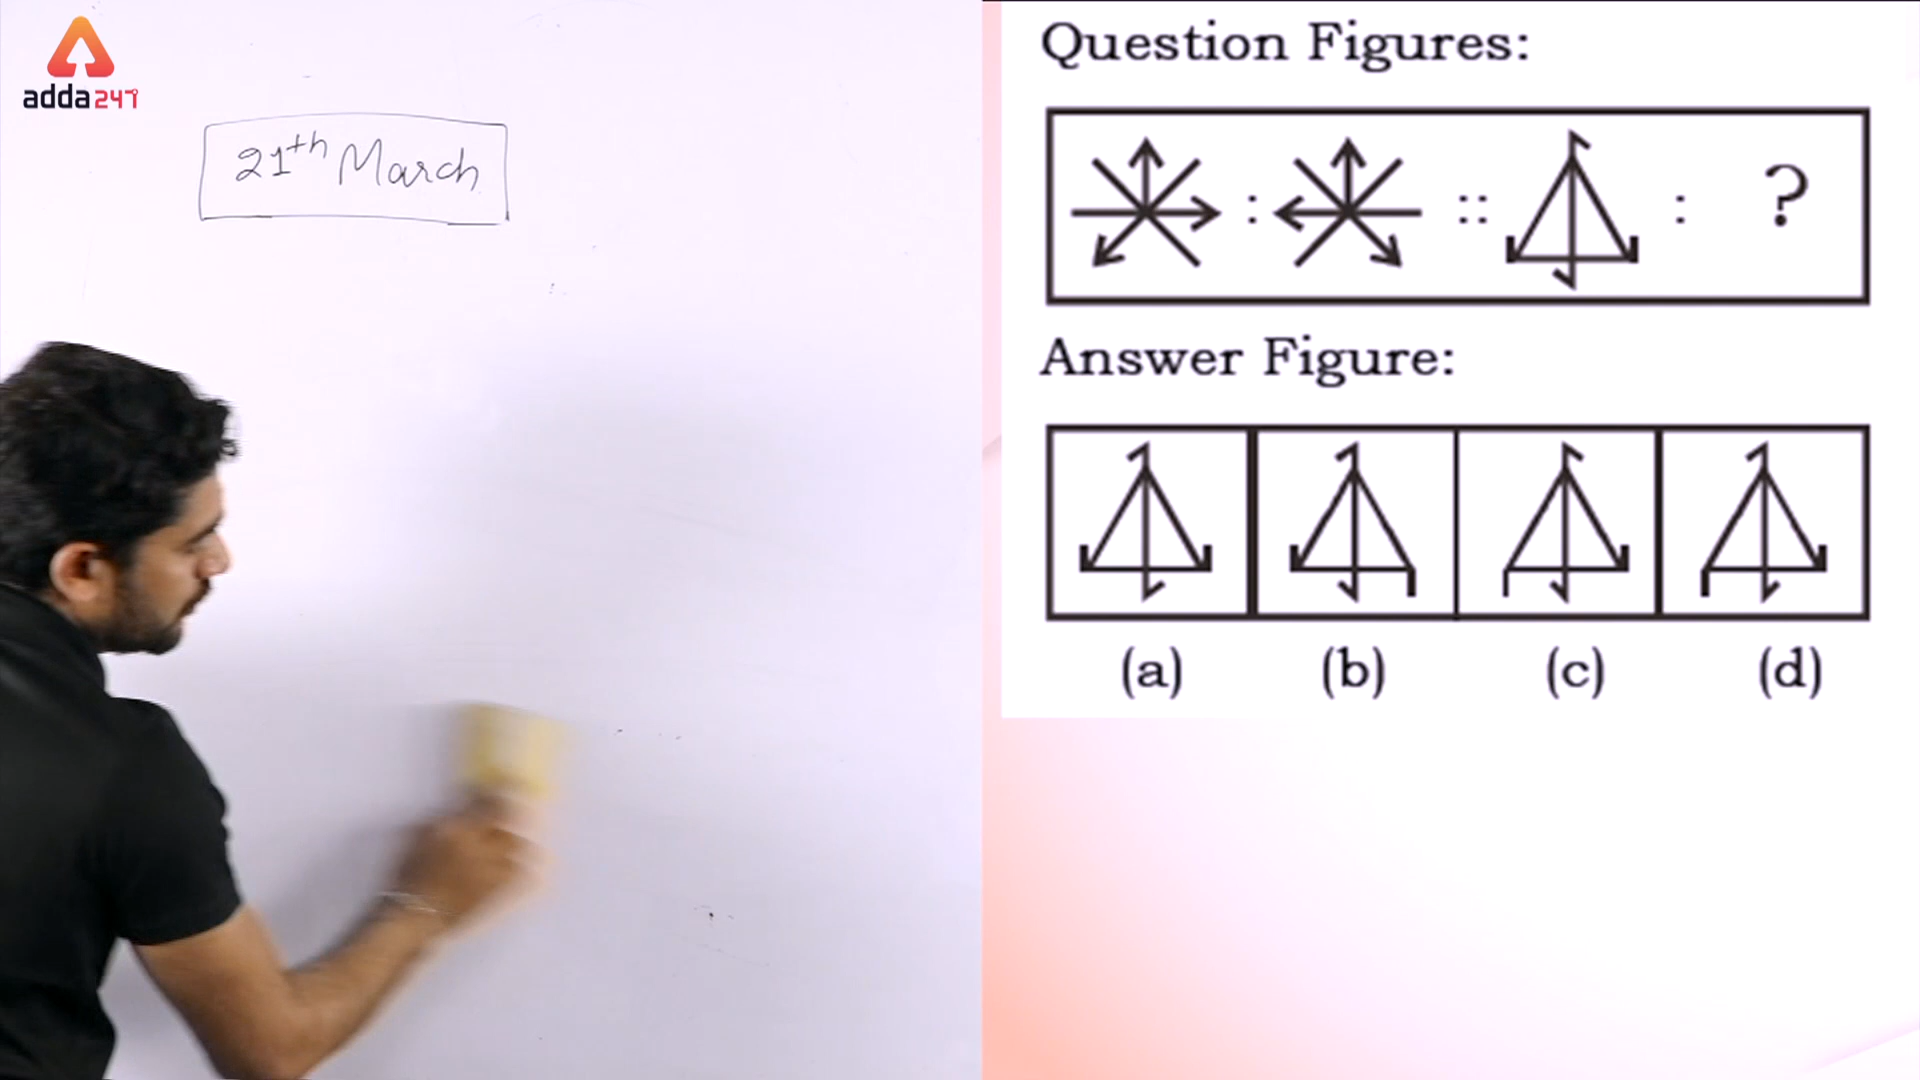 adda247
21th March
Question Figures:
: :: : ?
Answer Figure:
(a) (b) (c) (d)